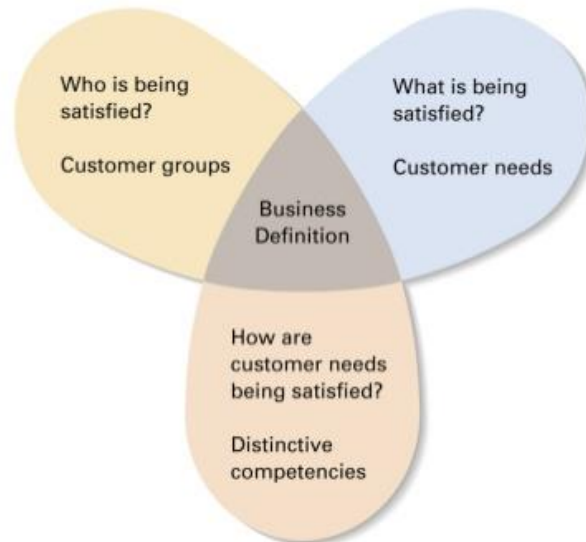 Who is being
satisfied?
Customer groups
What is being
satisfied?
Customer needs
Business
Definition
How are
customer needs
being satisfied?
Distinctive
competencies